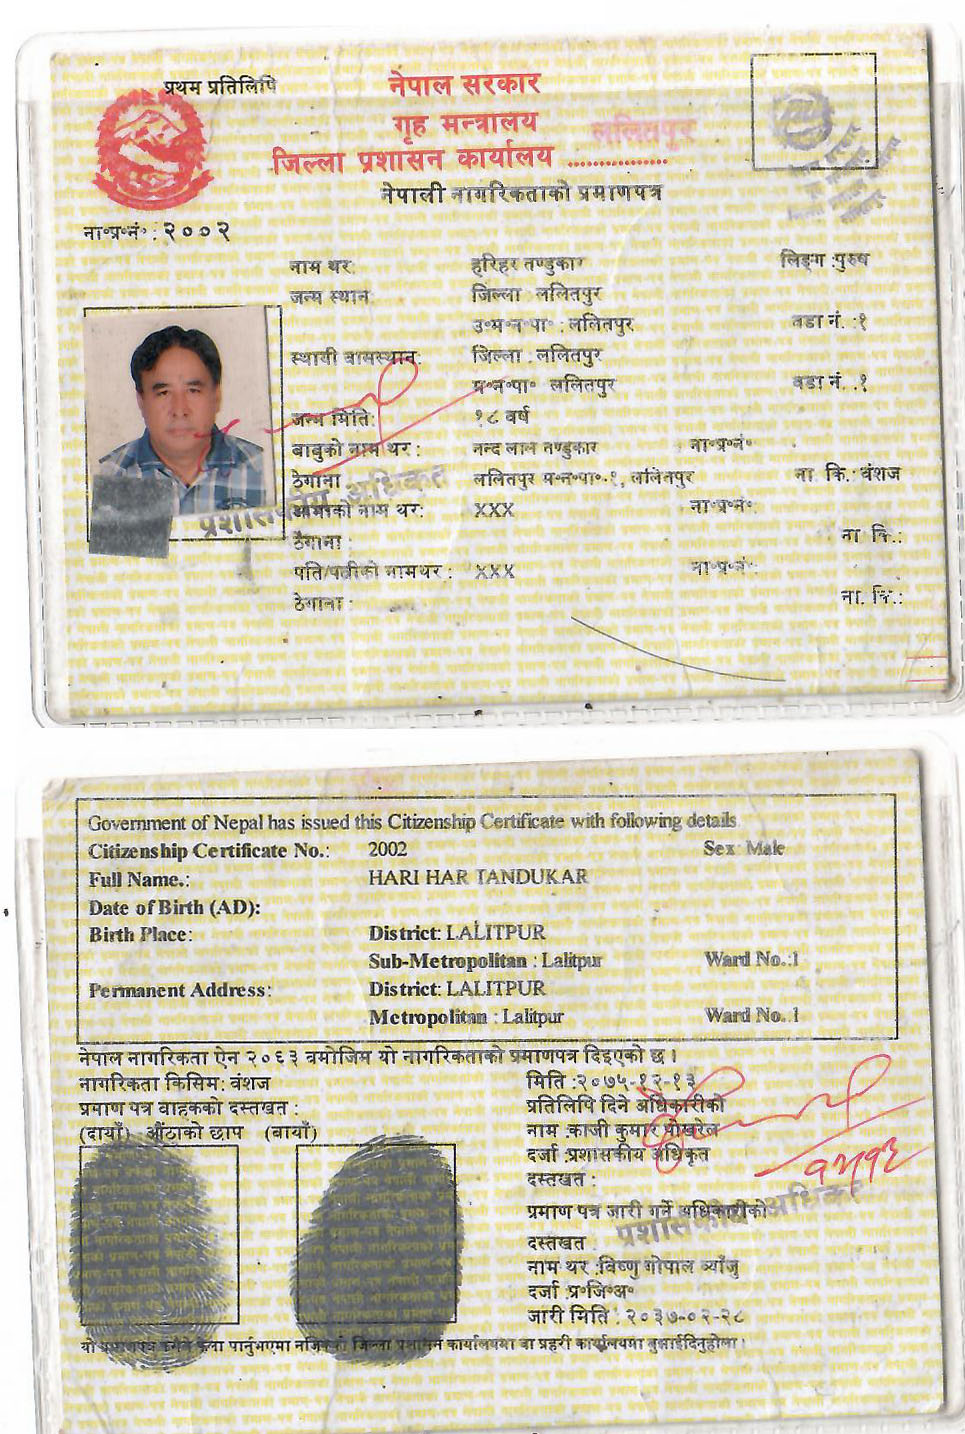 प्रथम प्रतिलिपि
नेपाल सरकार
गृह मन्त्रालय
जिल्ला प्रशासन कार्यालय ................ ललितपुर
नेपाली नागरिकताको प्रमाणपत्र
ना॰प्र॰नं॰ : २००२
नाम थर: हरिहर तण्डुकार लिङ्ग :पुरुष
जन्म स्थान: जिल्ला : ललितपुर
उ॰म॰न॰पा॰ : ललितपुर वडा नं. :१
स्थायी बासस्थान: जिल्ला : ललितपुर
म॰न॰पा॰ ललितपुर वडा नं. .१
जन्म मिति: १८ वर्ष
बाबुको नाम थर : नन्द लाल तण्डुकार ना॰प्र॰नं॰
ठेगाना : ललितपुर म॰न॰पा॰-१, ललितपुर ना. कि.: वंशज
आमाको नाम थर: XXX ना॰प्र॰नं॰
ठेगाना : ना. कि.:
पति/पत्नीको नामथर : XXX ना॰प्र॰नं॰
ठेगाना : ना. कि.:
प्रशासकीय अधिकृत
Government of Nepal has issued this Citizenship Certificate with following details
Citizenship Certificate No.: 2002 Sex: Male
Full Name.: HARI HAR TANDUKAR
Date of Birth (AD):
Birth Place: District: LALITPUR
Sub-Metropolitan : Lalitpur Ward No.:1
Permanent Address: District: LALITPUR
Metropolitan : Lalitpur Ward No. 1
नेपाल नागरिकता ऐन २०६३ बमोजिम यो नागरिकताको प्रमाणपत्र दिइएको छ।
नागरिकता किसिम: वंशज मिति :२०७५-१२-१३
प्रमाण पत्र वाहकको दस्तखत : प्रतिलिपि दिने अधिकारीको
(दायाँ) औंठाको छाप (बायाँ) नाम :काजी कुमार पोखरेल
दर्जा :प्रशासकीय अधिकृत
दस्तखत :
प्रमाण पत्र जारी गर्ने अधिकारीको
प्रशासकीय अधिकृत
दस्तखत
नाम थर :विष्णु गोपाल ब्याँजु
दर्जा :प्र॰जि॰अ॰
जारी मिति : २०३७-०२-२८
यो प्रमाणपत्र कसैले फेला पार्नुभएमा नजिकको जिल्ला प्रशासन कार्यालयमा वा प्रहरी कार्यालयमा बुझाईदिनुहोला।